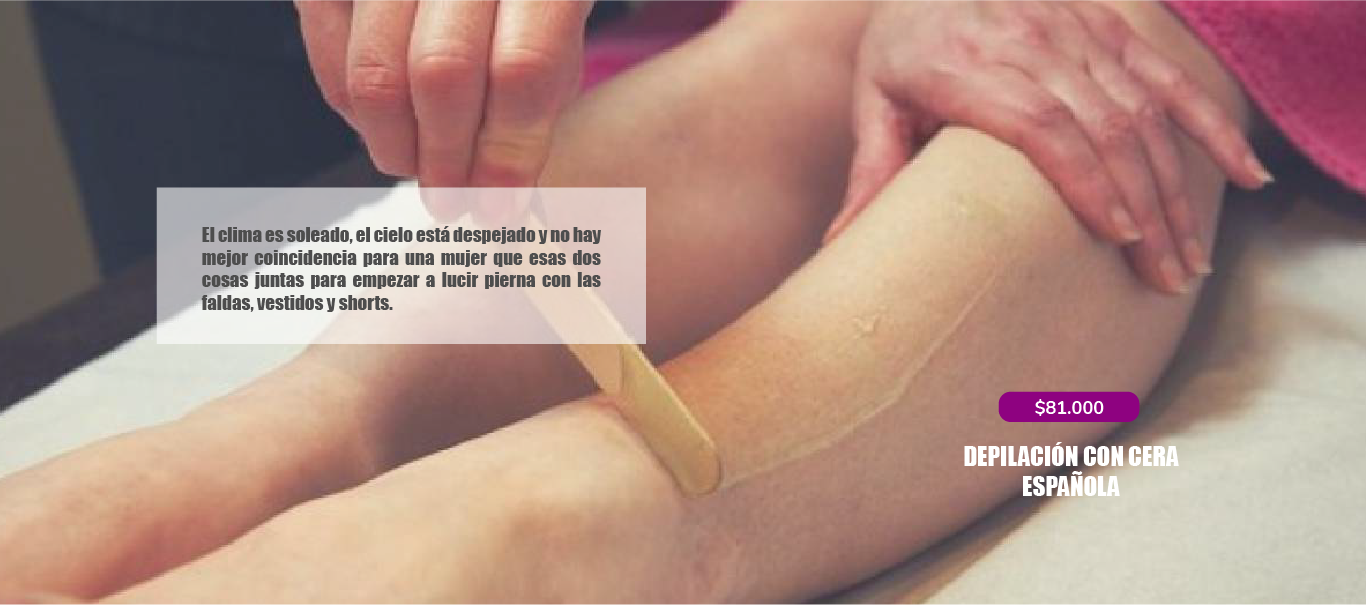 El clima es soleado, el cielo está despejado y no hay
mejor coincidencia para una mujer que esas dos
cosas juntas para empezar a lucir pierna con las
faldas, vestidos y shorts.
$81.000
DEPILACIÓN CON CERA
ESPAÑOLA